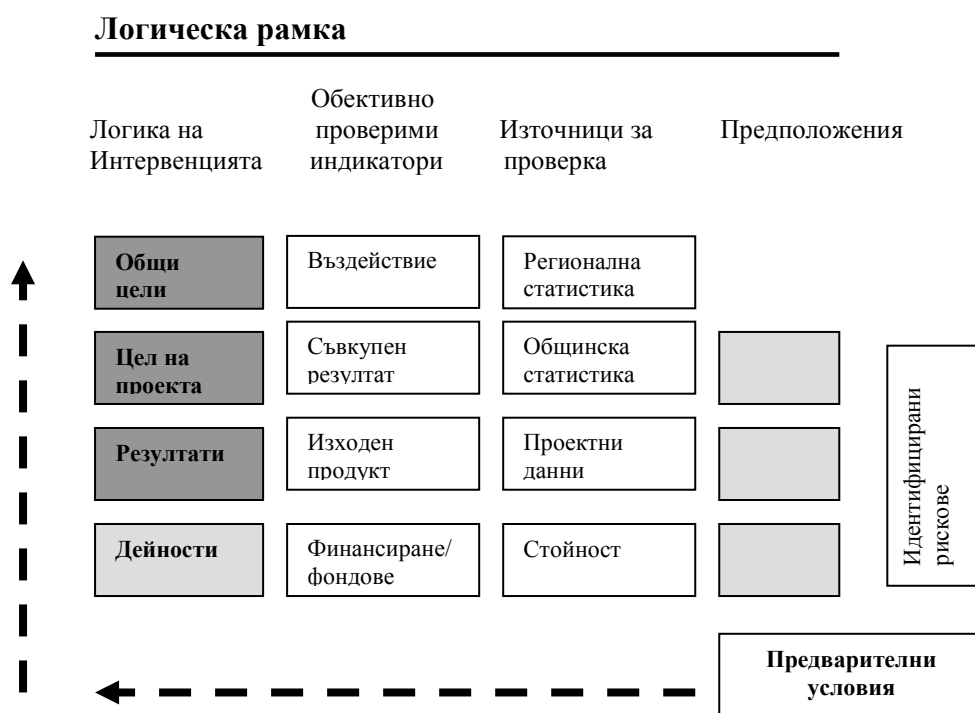 Логическа рамка
Логика на
Интервенцията
Обективно
проверими
индикатори
Източници за
проверка
Предположения
Общи
цели
Въздействие
Регионална
статистика
Цел на
проекта
Съвкупен
резултат
Общинска
статистика
Резултати
Изходен
продукт
Проектни
данни
Дейности
Финансиране/
фондове
Стойност
Идентифицирани
рискове
Предварителни
условия